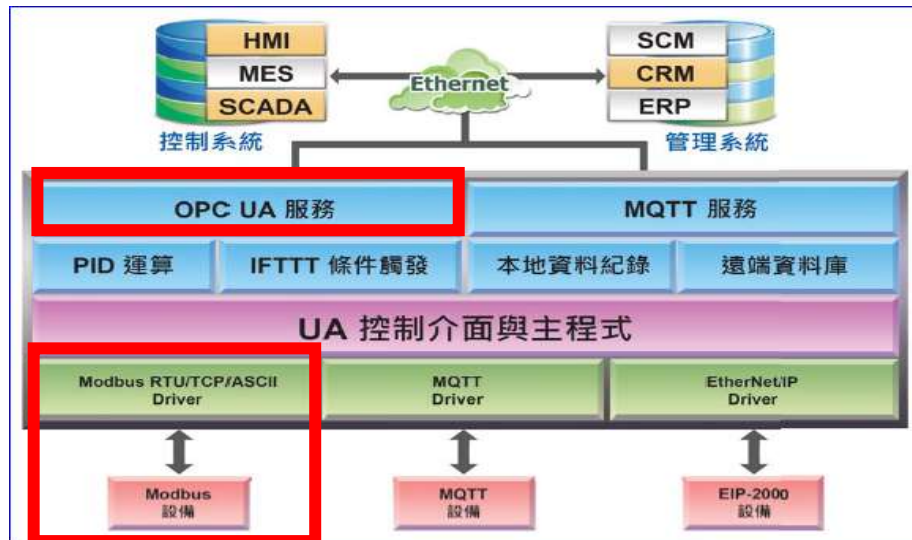 HMI
MES
SCADA
控制系統
Ethernet
SCM
CRM
ERP
管理系統
OPC UA 服務
MQTT 服務
PID 運算
IFTTT 條件觸發
本地資料紀錄
遠端資料庫
UA 控制介面與主程式
Modbus RTU/TCP/ASCII
Driver
MQTT
Driver
EtherNet/IP
Driver
Modbus
設備
MQTT
設備
EIP-2000
設備